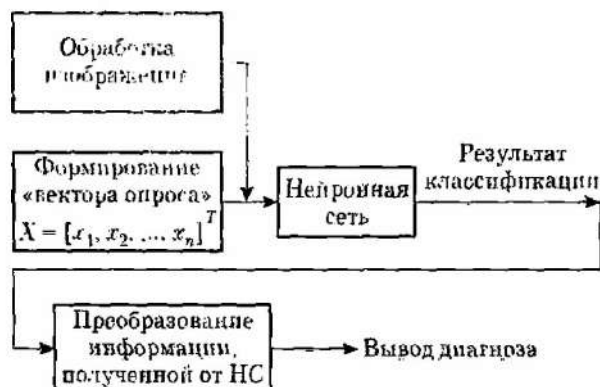 Обработка
изображения
Формирование
«вектора опроса»
X = [x₁, x₂, ... xₙ]ᵀ
Нейронная
сеть
Результат
классификации
Преобразование
информации,
полученной от НС
Вывод диагноза